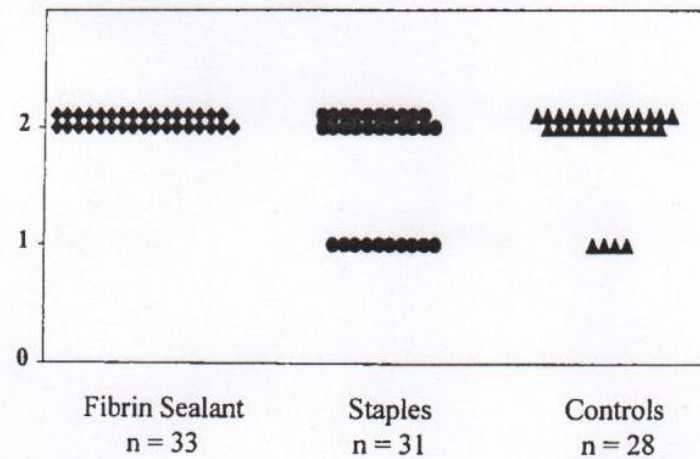 2
1
0
Fibrin Sealant Staples Controls
n = 33 n = 31 n = 28